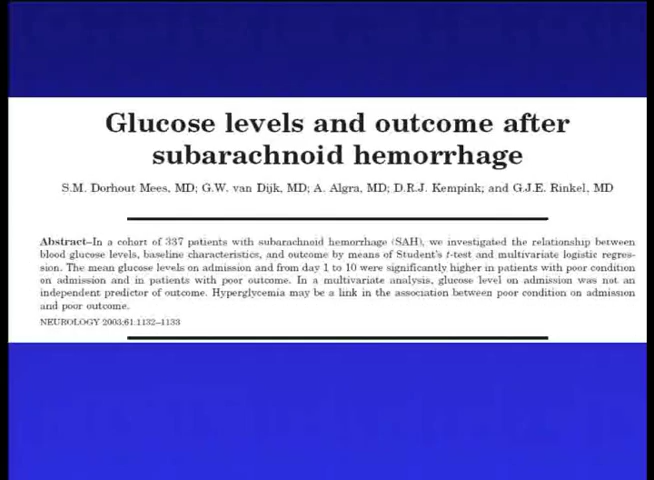 Glucose levels and outcome after
subarachnoid hemorrhage
S.M. Dorhout Mees, MD; G.W. van Dijk, MD; A. Algra, MD; D.R.J. Kempink; and G.J.E. Rinkel, MD
Abstract–In a cohort of 337 patients with subarachnoid hemorrhage (SAH), we investigated the relationship between
blood glucose levels, baseline characteristics, and outcome by means of Student's t-test and multivariate logistic regres-
sion. The mean glucose levels on admission and from day 1 to 10 were significantly higher in patients with poor condition
on admission and in patients with poor outcome. In a multivariate analysis, glucose level on admission was not an
independent predictor of outcome. Hyperglycemia may be a link in the association between poor condition on admission
and poor outcome.
NEUROLOGY 2003;61:1132–1133